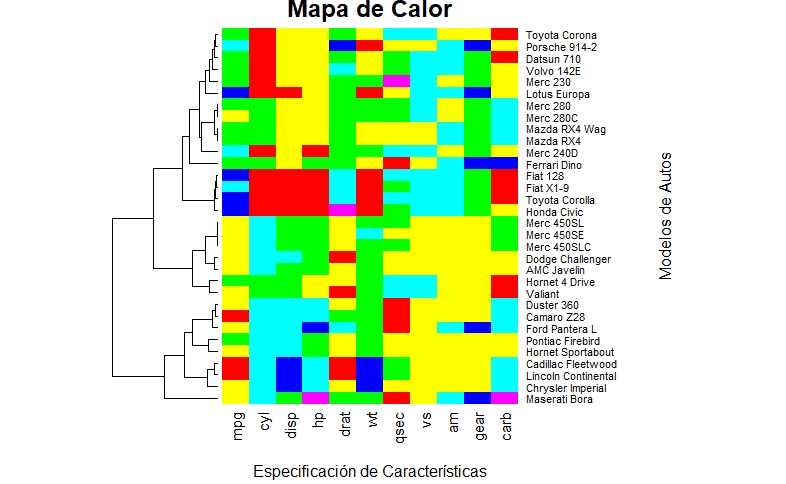 Mapa de Calor
Toyota Corona
Porsche 914-2
Datsun 710
Volvo 142E
Merc 230
Lotus Europa
Merc 280
Merc 280C
Mazda RX4 Wag
Mazda RX4
Merc 240D
Ferrari Dino
Fiat 128
Fiat X1-9
Toyota Corolla
Honda Civic
Merc 450SL
Merc 450SE
Merc 450SLC
Dodge Challenger
AMC Javelin
Hornet 4 Drive
Valiant
Duster 360
Camaro Z28
Ford Pantera L
Pontiac Firebird
Hornet Sportabout
Cadillac Fleetwood
Lincoln Continental
Chrysler Imperial
Maserati Bora
Modelos de Autos
mpg
cyl
disp
hp
drat
wt
qsec
vs
am
gear
carb
Especificación de Características